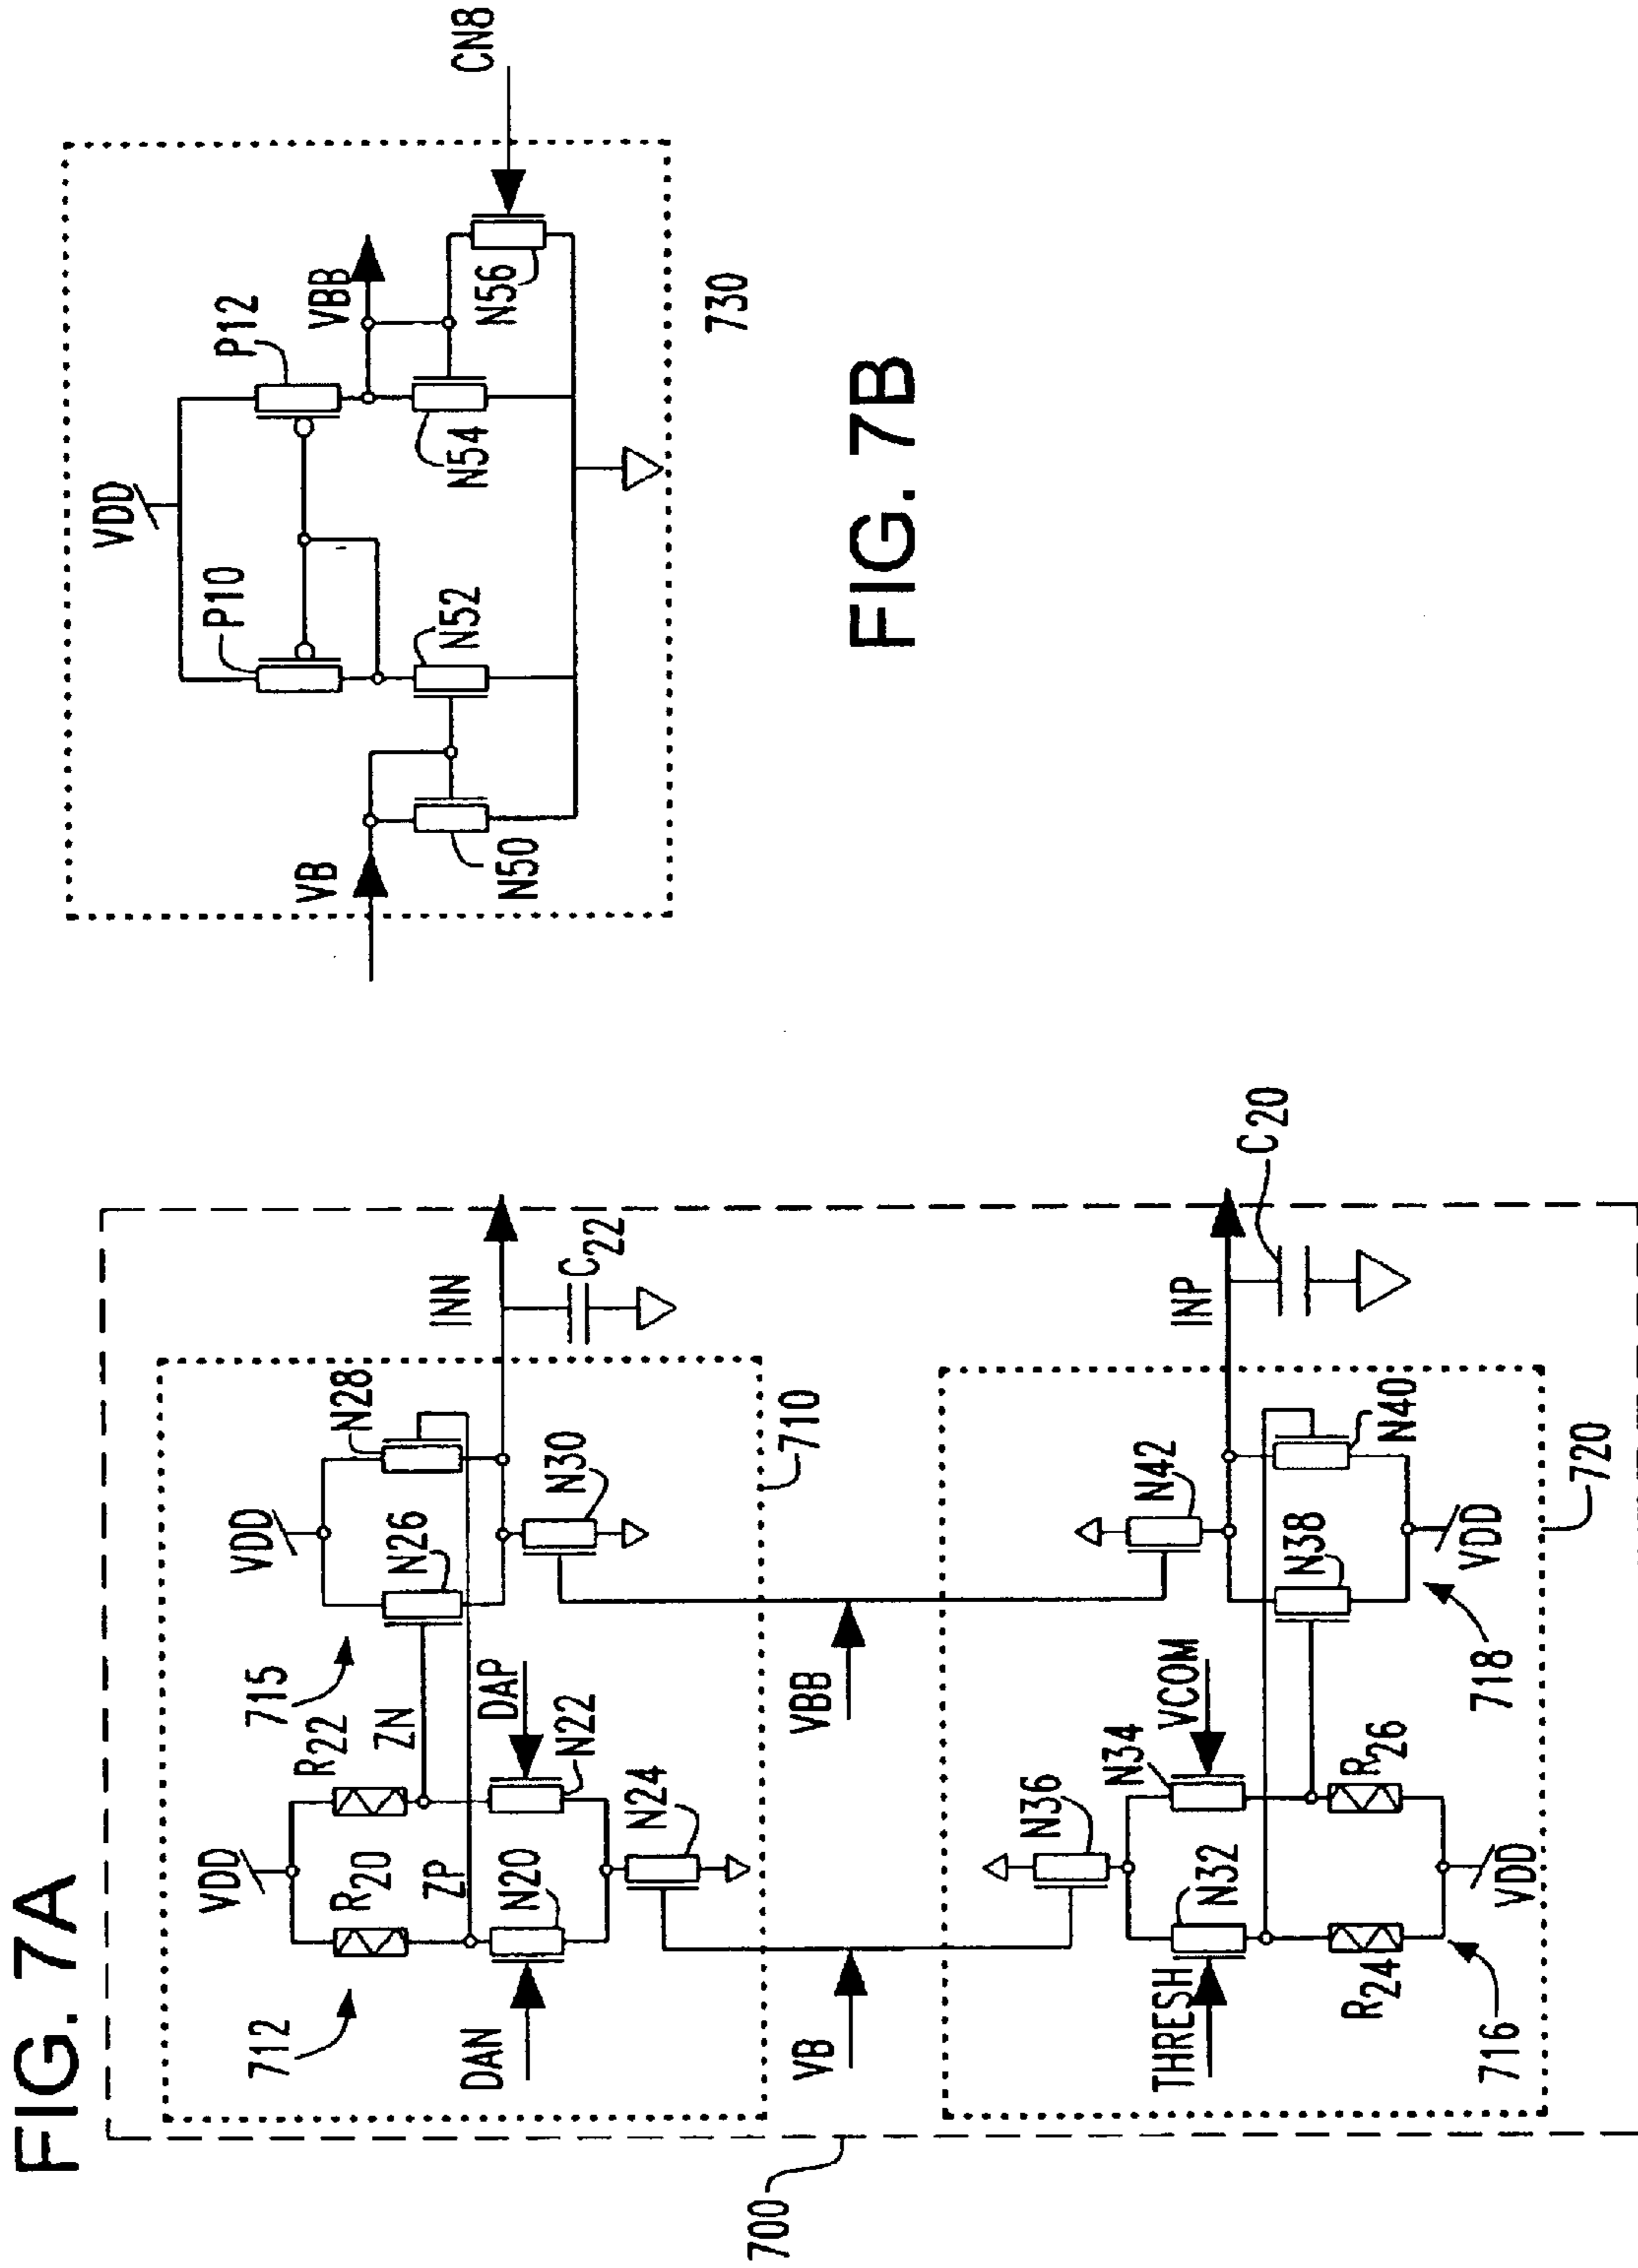 FIG. 7A
700
712
VDD
R20
R22
ZP
ZN
DAN
N20
DAP
N22
N24
715
VDD
N26
N28
N30
INN
C22
710
VB
VBB
THRESH
N32
N34
VCOM
N36
R24
R26
VDD
716
N42
N38
N40
VDD
718
INP
C20
720
FIG. 7B
VDD
P10
P12
VB
VBB
N50
N52
N54
N56
CN8
730